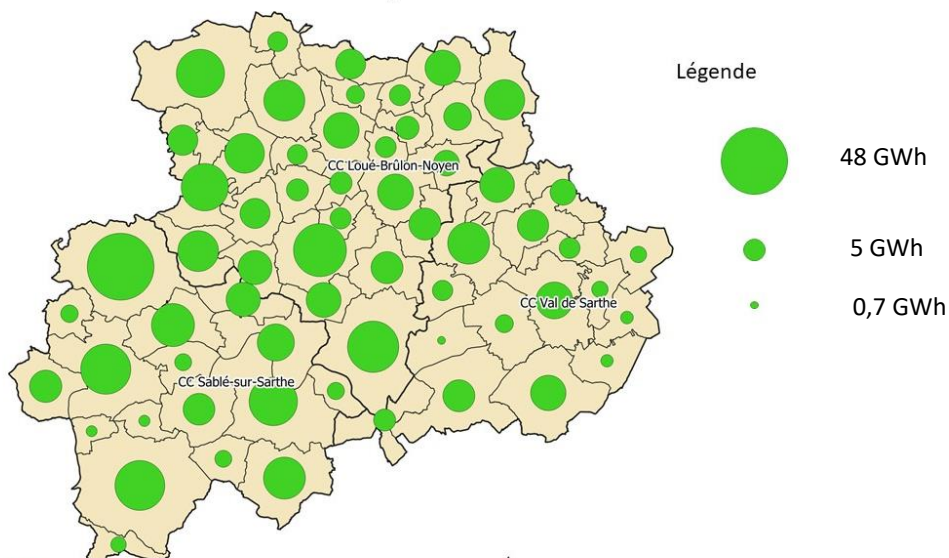 Légende
48 GWh
5 GWh
0,7 GWh
CC Loué-Brûlon-Noyen
CC Val de Sarthe
CC Sablé-sur-Sarthe